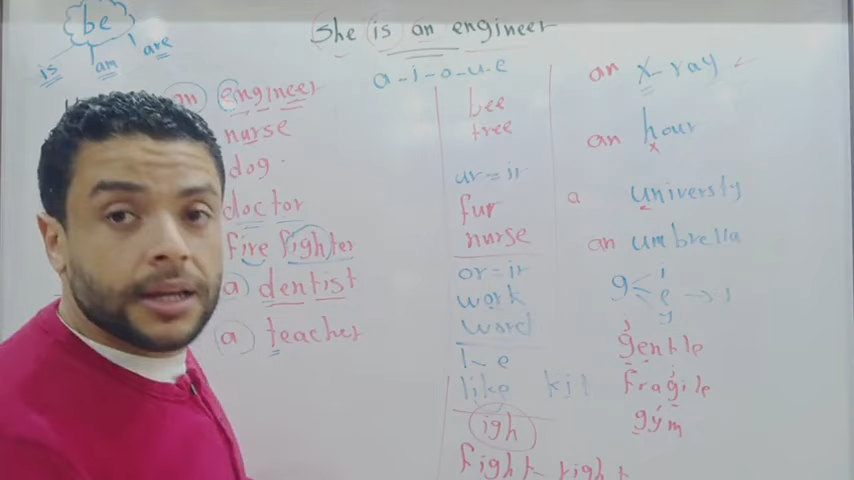 be
is am are
She is an engineer
a-i-o-u-e
an engineer
nurse
dog
doctor
fire fighter
a dentist
a teacher
bee
tree
ur=ir
fur
nurse
or=ir
work
word
i-e
like kit
igh
fight-right
an x-ray
an hour
x
a university
an umbrella
g i
e → j
y
j
gentle
j
fragile
j
gym